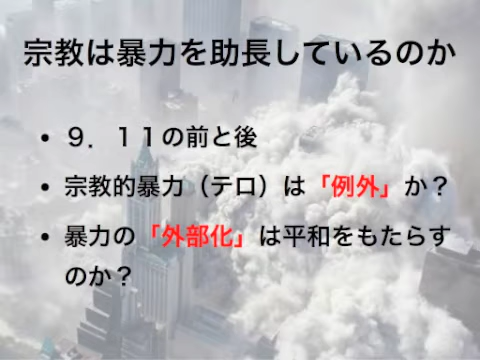 宗教は暴力を助長しているのか
• ９．１１の前と後
• 宗教的暴力（テロ）は「例外」か？
• 暴力の「外部化」は平和をもたらす
のか？